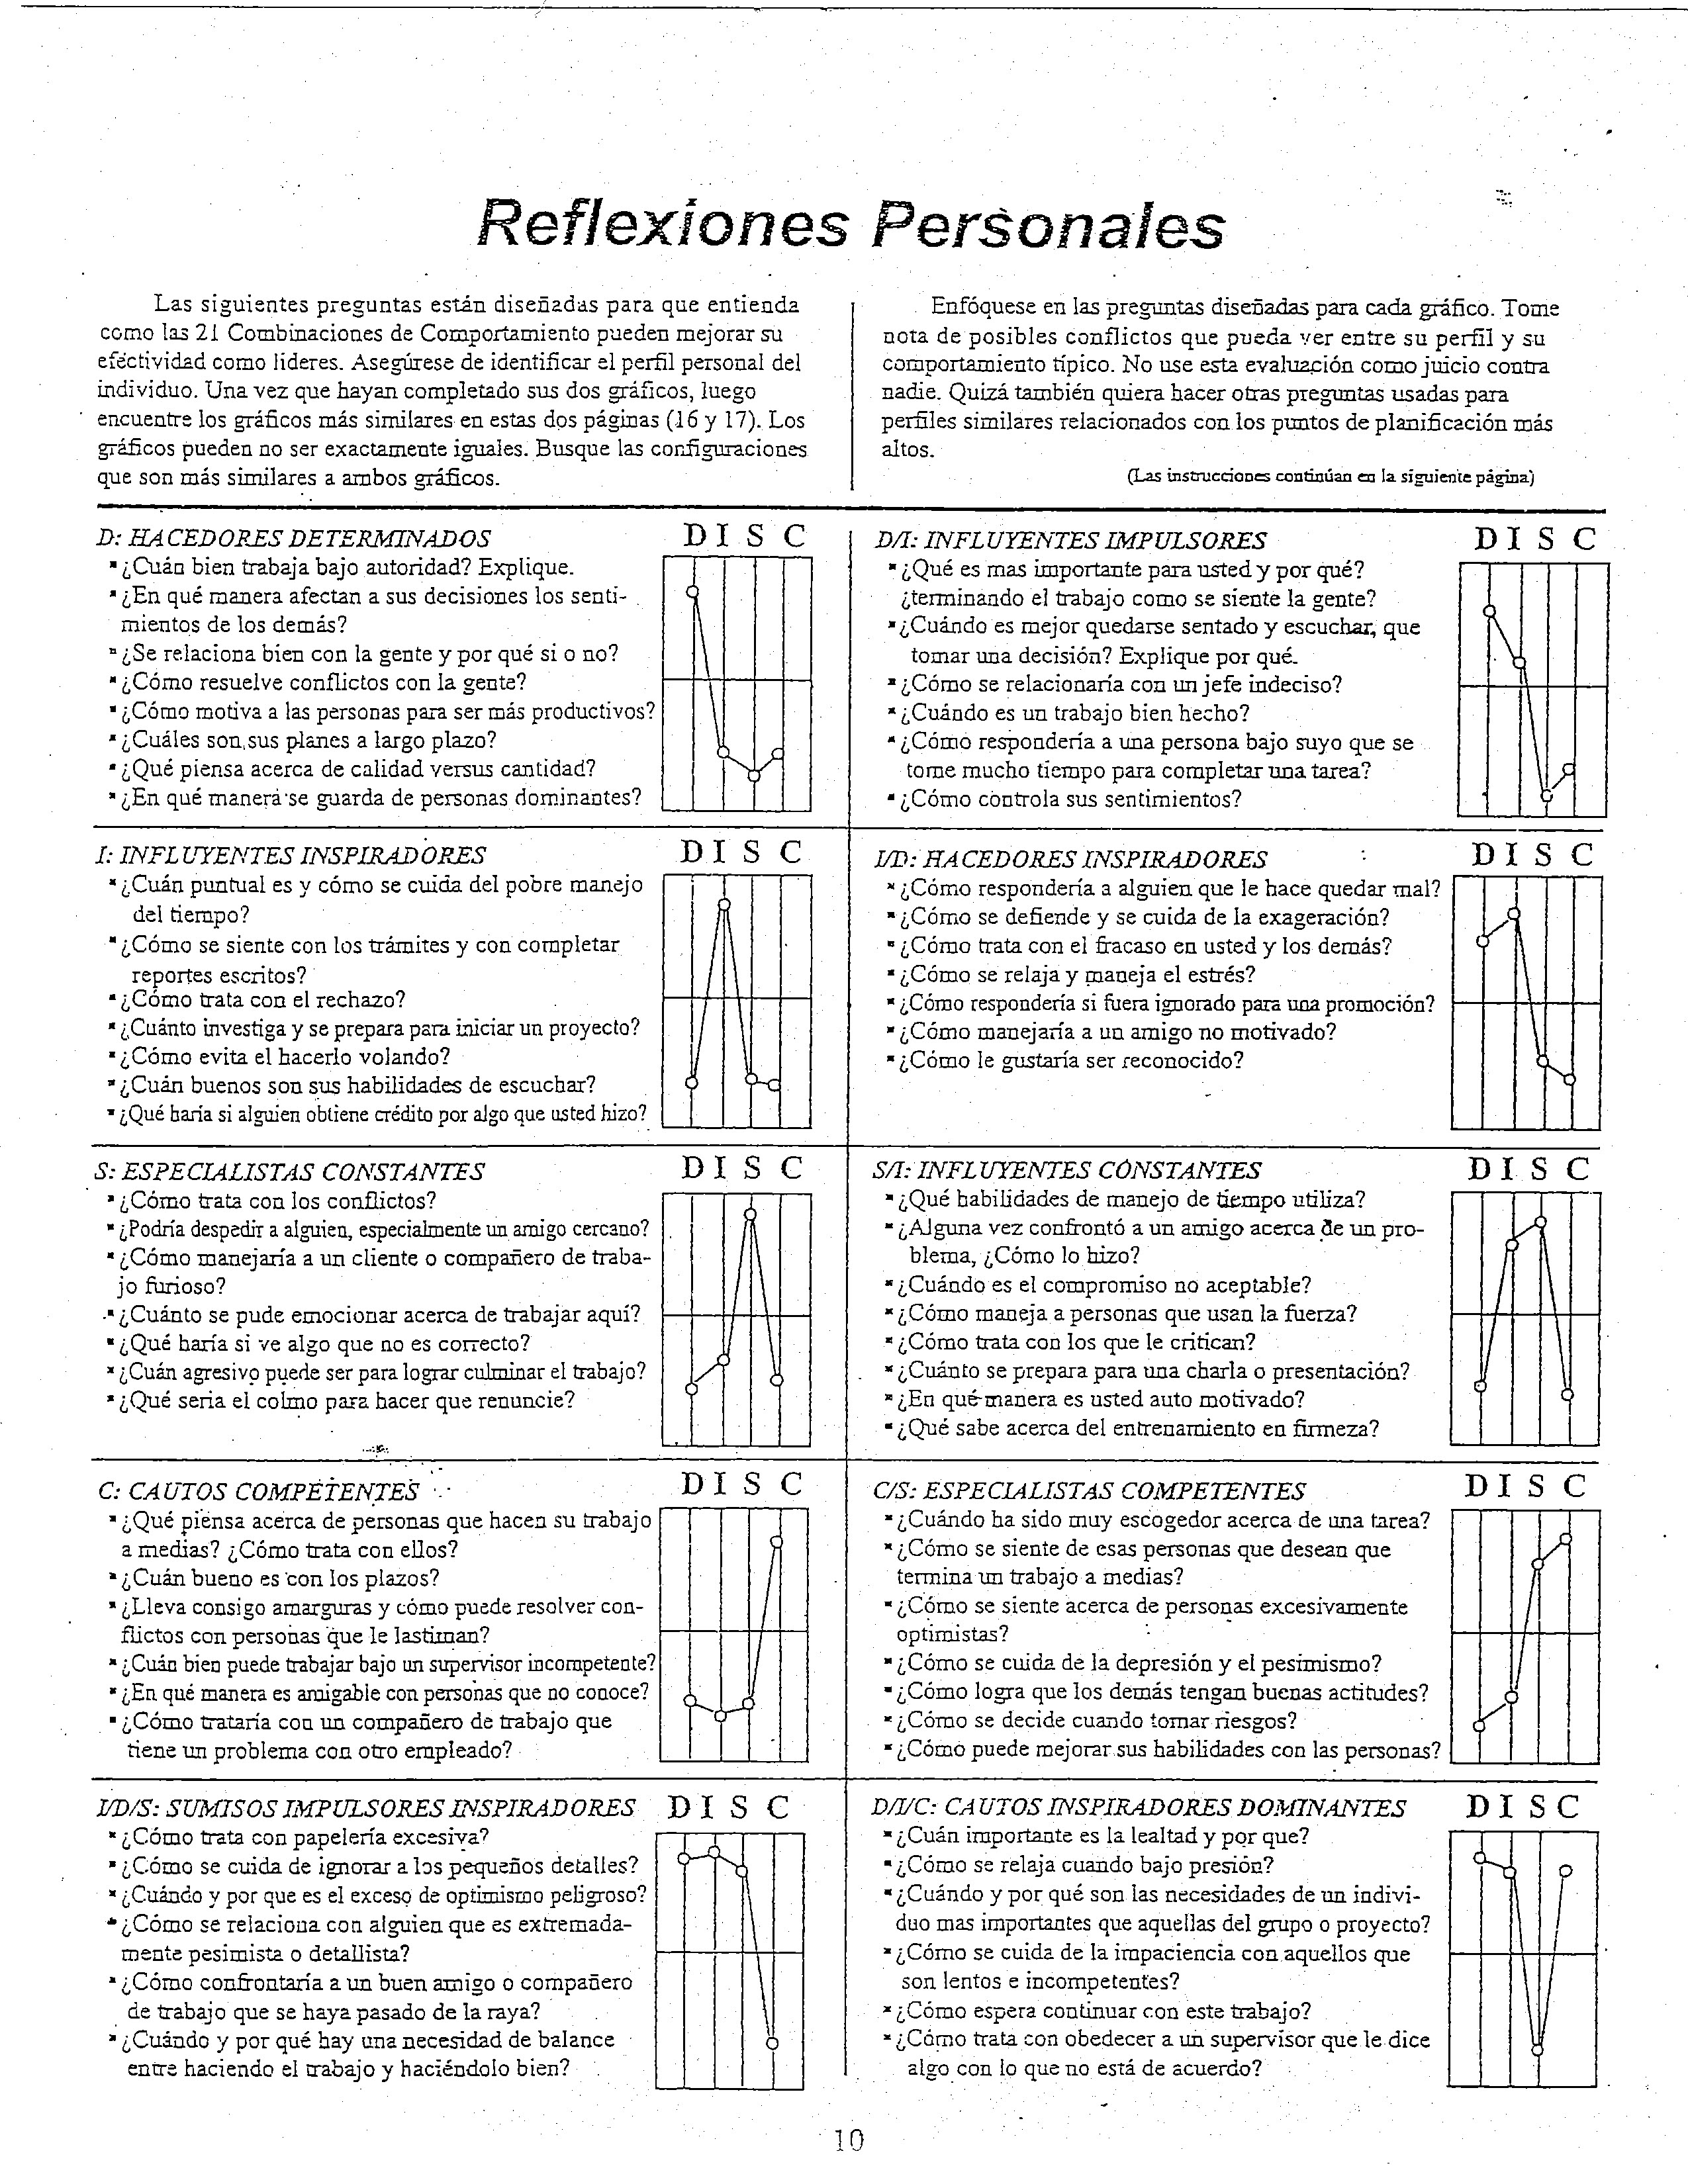 Reflexiones Personales
Las siguientes preguntas están diseñadas para que entienda
como las 21 Combinaciones de Comportamiento pueden mejorar su
efectividad como lideres. Asegúrese de identificar el perfil personal del
individuo. Una vez que hayan completado sus dos gráficos, luego
encuentre los gráficos más similares en estas dos páginas (16 y 17). Los
gráficos pueden no ser exactamente iguales. Busque las configuraciones
que son más similares a ambos gráficos.
Enfóquese en las preguntas diseñadas para cada gráfico. Tome
nota de posibles conflictos que pueda ver entre su perfil y su
comportamiento típico. No use esta evaluación como juicio contra
nadie. Quizá también quiera hacer otras preguntas usadas para
perfiles similares relacionados con los puntos de planificación más
altos.
(Las instrucciones continúan en la siguiente página)
D: HACEDORES DETERMINADOS
D I S C
▪¿Cuán bien trabaja bajo autoridad? Explique.
▪¿En qué manera afectan a sus decisiones los senti-
mientos de los demás?
▪¿Se relaciona bien con la gente y por qué si o no?
▪¿Cómo resuelve conflictos con la gente?
▪¿Cómo motiva a las personas para ser más productivos?
▪¿Cuáles son sus planes a largo plazo?
▪¿Qué piensa acerca de calidad versus cantidad?
▪¿En qué manera se guarda de personas dominantes?
D/I: INFLUYENTES IMPULSORES
D I S C
▪¿Qué es mas importante para usted y por qué?
¿terminando el trabajo como se siente la gente?
▪¿Cuándo es mejor quedarse sentado y escuchar, que
tomar una decisión? Explique por qué.
▪¿Cómo se relacionaría con un jefe indeciso?
▪¿Cuándo es un trabajo bien hecho?
▪¿Cómo respondería a una persona bajo suyo que se
tome mucho tiempo para completar una tarea?
▪¿Cómo controla sus sentimientos?
I: INFLUYENTES INSPIRADORES
D I S C
▪¿Cuán puntual es y cómo se cuida del pobre manejo
del tiempo?
▪¿Cómo se siente con los trámites y con completar
reportes escritos?
▪¿Cómo trata con el rechazo?
▪¿Cuánto investiga y se prepara para iniciar un proyecto?
▪¿Cómo evita el hacerlo volando?
▪¿Cuán buenos son sus habilidades de escuchar?
▪¿Qué haría si alguien obtiene crédito por algo que usted hizo?
I/D: HACEDORES INSPIRADORES
D I S C
▪¿Cómo respondería a alguien que le hace quedar mal?
▪¿Cómo se defiende y se cuida de la exageración?
▪¿Cómo trata con el fracaso en usted y los demás?
▪¿Cómo se relaja y maneja el estrés?
▪¿Cómo respondería si fuera ignorado para una promoción?
▪¿Cómo manejaría a un amigo no motivado?
▪¿Cómo le gustaría ser reconocido?
S: ESPECIALISTAS CONSTANTES
D I S C
▪¿Cómo trata con los conflictos?
▪¿Podría despedir a alguien, especialmente un amigo cercano?
▪¿Cómo manejaría a un cliente o compañero de traba-
jo furioso?
▪¿Cuánto se pude emocionar acerca de trabajar aquí?
▪¿Qué haría si ve algo que no es correcto?
▪¿Cuán agresivo puede ser para lograr culminar el trabajo?
▪¿Qué seria el colmo para hacer que renuncie?
S/I: INFLUYENTES CONSTANTES
D I S C
▪¿Qué habilidades de manejo de tiempo utiliza?
▪¿Alguna vez confrontó a un amigo acerca de un pro-
blema, ¿Cómo lo hizo?
▪¿Cuándo es el compromiso no aceptable?
▪¿Cómo maneja a personas que usan la fuerza?
▪¿Cómo trata con los que le critican?
▪¿Cuánto se prepara para una charla o presentación?
▪¿En qué manera es usted auto motivado?
▪¿Qué sabe acerca del entrenamiento en firmeza?
C: CAUTOS COMPETENTES
D I S C
▪¿Qué piensa acerca de personas que hacen su trabajo
a medias? ¿Cómo trata con ellos?
▪¿Cuán bueno es con los plazos?
▪¿Lleva consigo amarguras y cómo puede resolver con-
flictos con personas que le lastiman?
▪¿Cuán bien puede trabajar bajo un supervisor incompetente?
▪¿En qué manera es amigable con personas que no conoce?
▪¿Cómo trataría con un compañero de trabajo que
tiene un problema con otro empleado?
C/S: ESPECIALISTAS COMPETENTES
D I S C
▪¿Cuándo ha sido muy escogedor acerca de una tarea?
▪¿Cómo se siente de esas personas que desean que
termina un trabajo a medias?
▪¿Cómo se siente acerca de personas excesivamente
optimistas?
▪¿Cómo se cuida de la depresión y el pesimismo?
▪¿Cómo logra que los demás tengan buenas actitudes?
▪¿Cómo se decide cuando tomar riesgos?
▪¿Cómo puede mejorar sus habilidades con las personas?
I/D/S: SUMISOS IMPULSORES INSPIRADORES
D I S C
▪¿Cómo trata con papelería excesiva?
▪¿Cómo se cuida de ignorar a los pequeños detalles?
▪¿Cuándo y por que es el exceso de optimismo peligroso?
▪¿Cómo se relaciona con alguien que es extremada-
mente pesimista o detallista?
▪¿Cómo confrontaría a un buen amigo o compañero
de trabajo que se haya pasado de la raya?
▪¿Cuándo y por qué hay una necesidad de balance
entre haciendo el trabajo y haciéndolo bien?
D/I/C: CAUTOS INSPIRADORES DOMINANTES
D I S C
▪¿Cuán importante es la lealtad y por que?
▪¿Cómo se relaja cuando bajo presión?
▪¿Cuándo y por qué son las necesidades de un indivi-
duo mas importantes que aquellas del grupo o proyecto?
▪¿Cómo se cuida de la impaciencia con aquellos que
son lentos e incompetentes?
▪¿Cómo espera continuar con este trabajo?
▪¿Cómo trata con obedecer a un supervisor que le dice
algo con lo que no está de acuerdo?
10